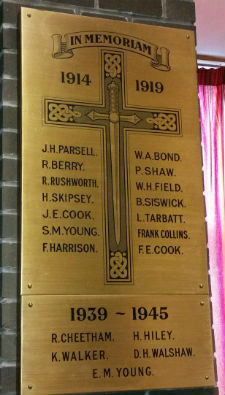 IN MEMORIAM
1914 1919
J.H.PARSELL.
R.BERRY.
R.RUSHWORTH.
H.SKIPSEY.
J.E.COOK.
S.M.YOUNG.
F.HARRISON.
W.A.BOND.
P.SHAW.
W.H.FIELD.
B.SISWICK.
L.TARBATT.
FRANK COLLINS.
F.E.COOK.
1939 ~ 1945
R.CHEETHAM. H.HILEY.
K.WALKER. D.H.WALSHAW.
E.M.YOUNG.